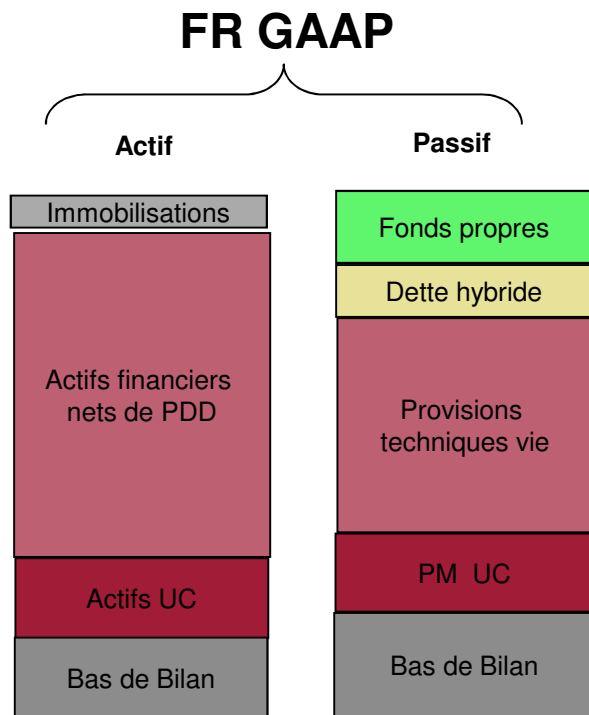 FR GAAP
Actif
Immobilisations
Actifs financiers
nets de PDD
Actifs UC
Bas de Bilan
Passif
Fonds propres
Dette hybride
Provisions
techniques vie
PM UC
Bas de Bilan